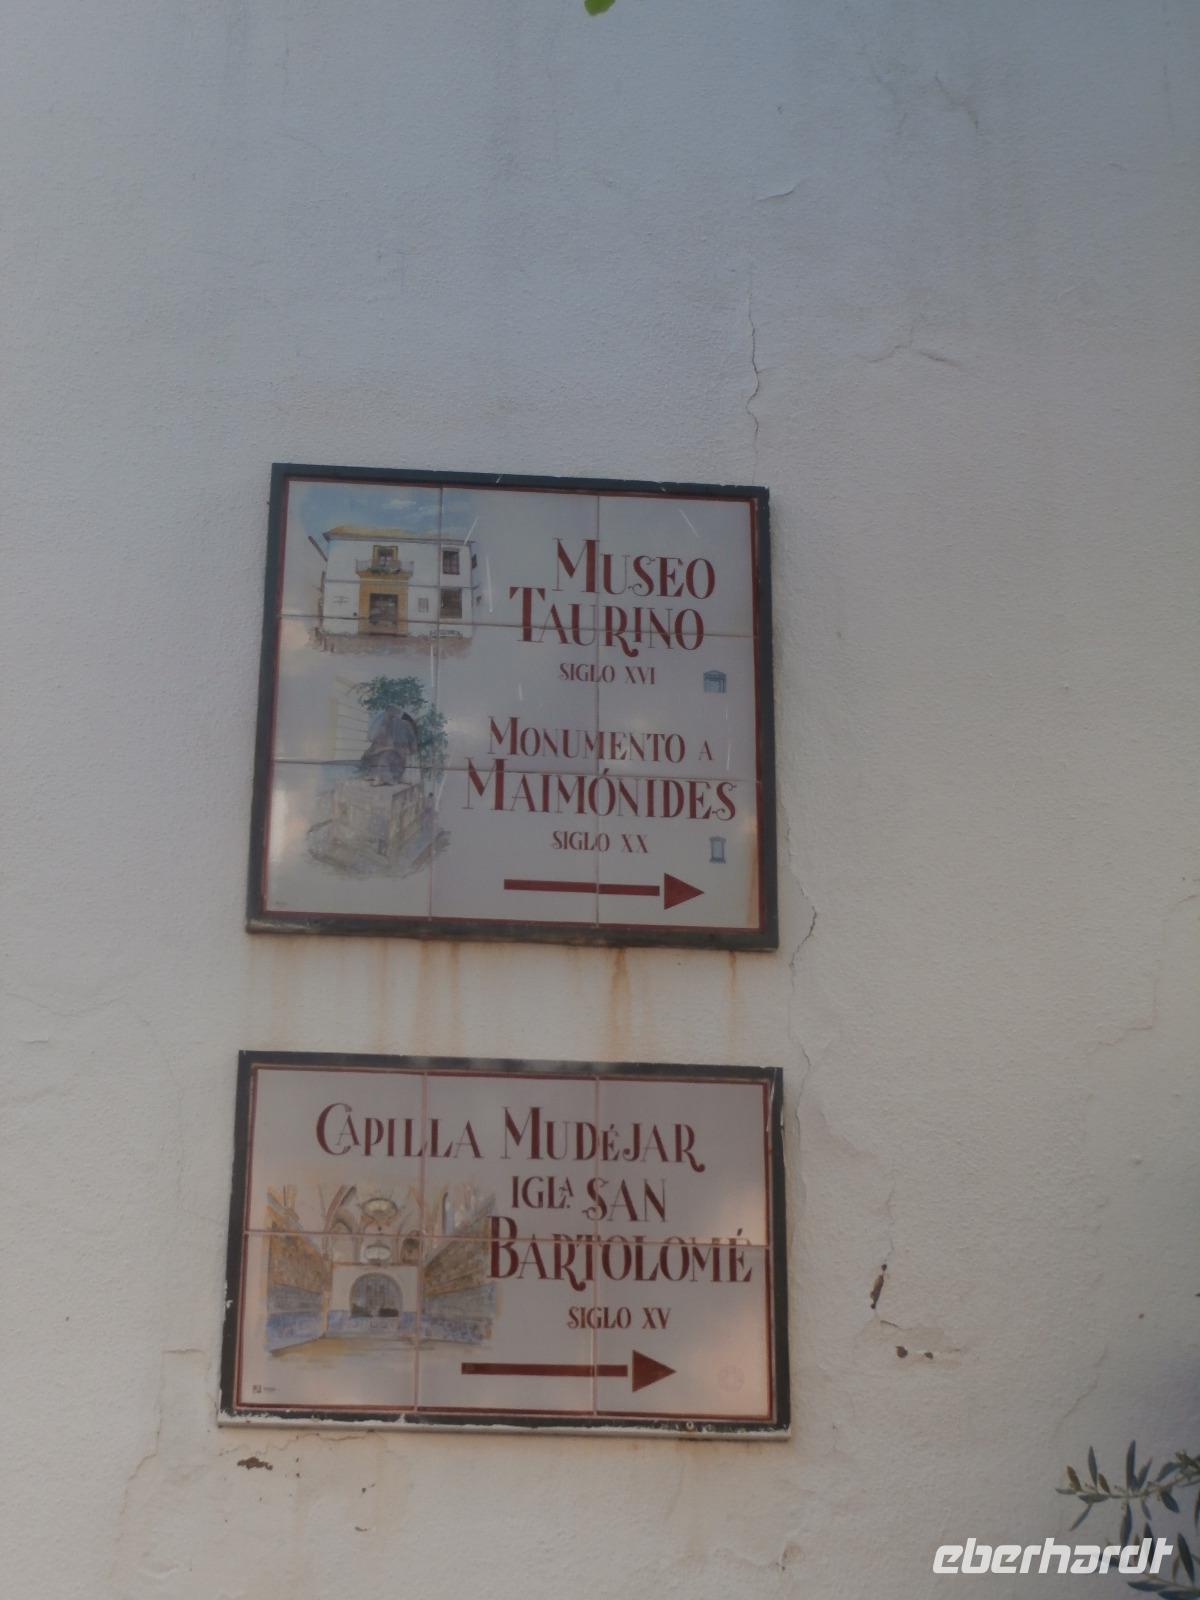 MUSEO
TAURINO
SIGLO XVI
MONUMENTO A
MAIMÓNIDES
SIGLO XX
CAPILLA MUDÉJAR
IGLA. SAN
BARTOLOMÉ
SIGLO XV
eberhardt